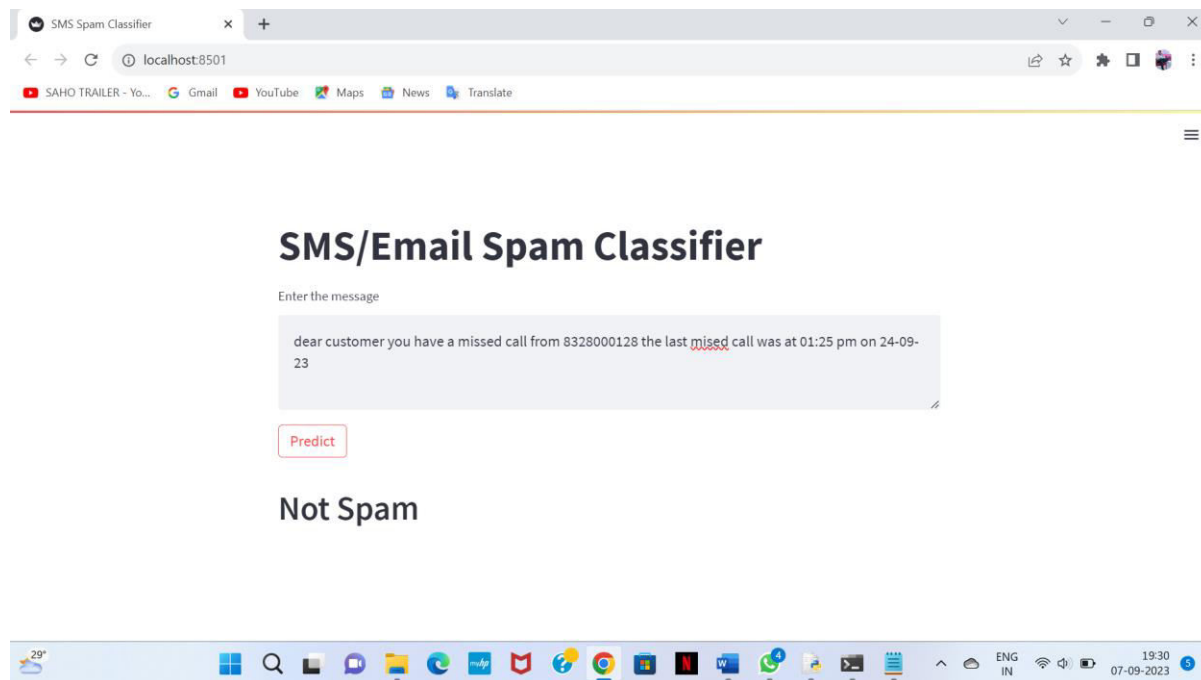 SMS Spam Classifier
localhost:8501
SAHO TRAILER - Yo... Gmail YouTube Maps News Translate
SMS/Email Spam Classifier
Enter the message
dear customer you have a missed call from 8328000128 the last mised call was at 01:25 pm on 24-09-
23
Predict
Not Spam
29°
4
ENG
IN
19:30
07-09-2023
5